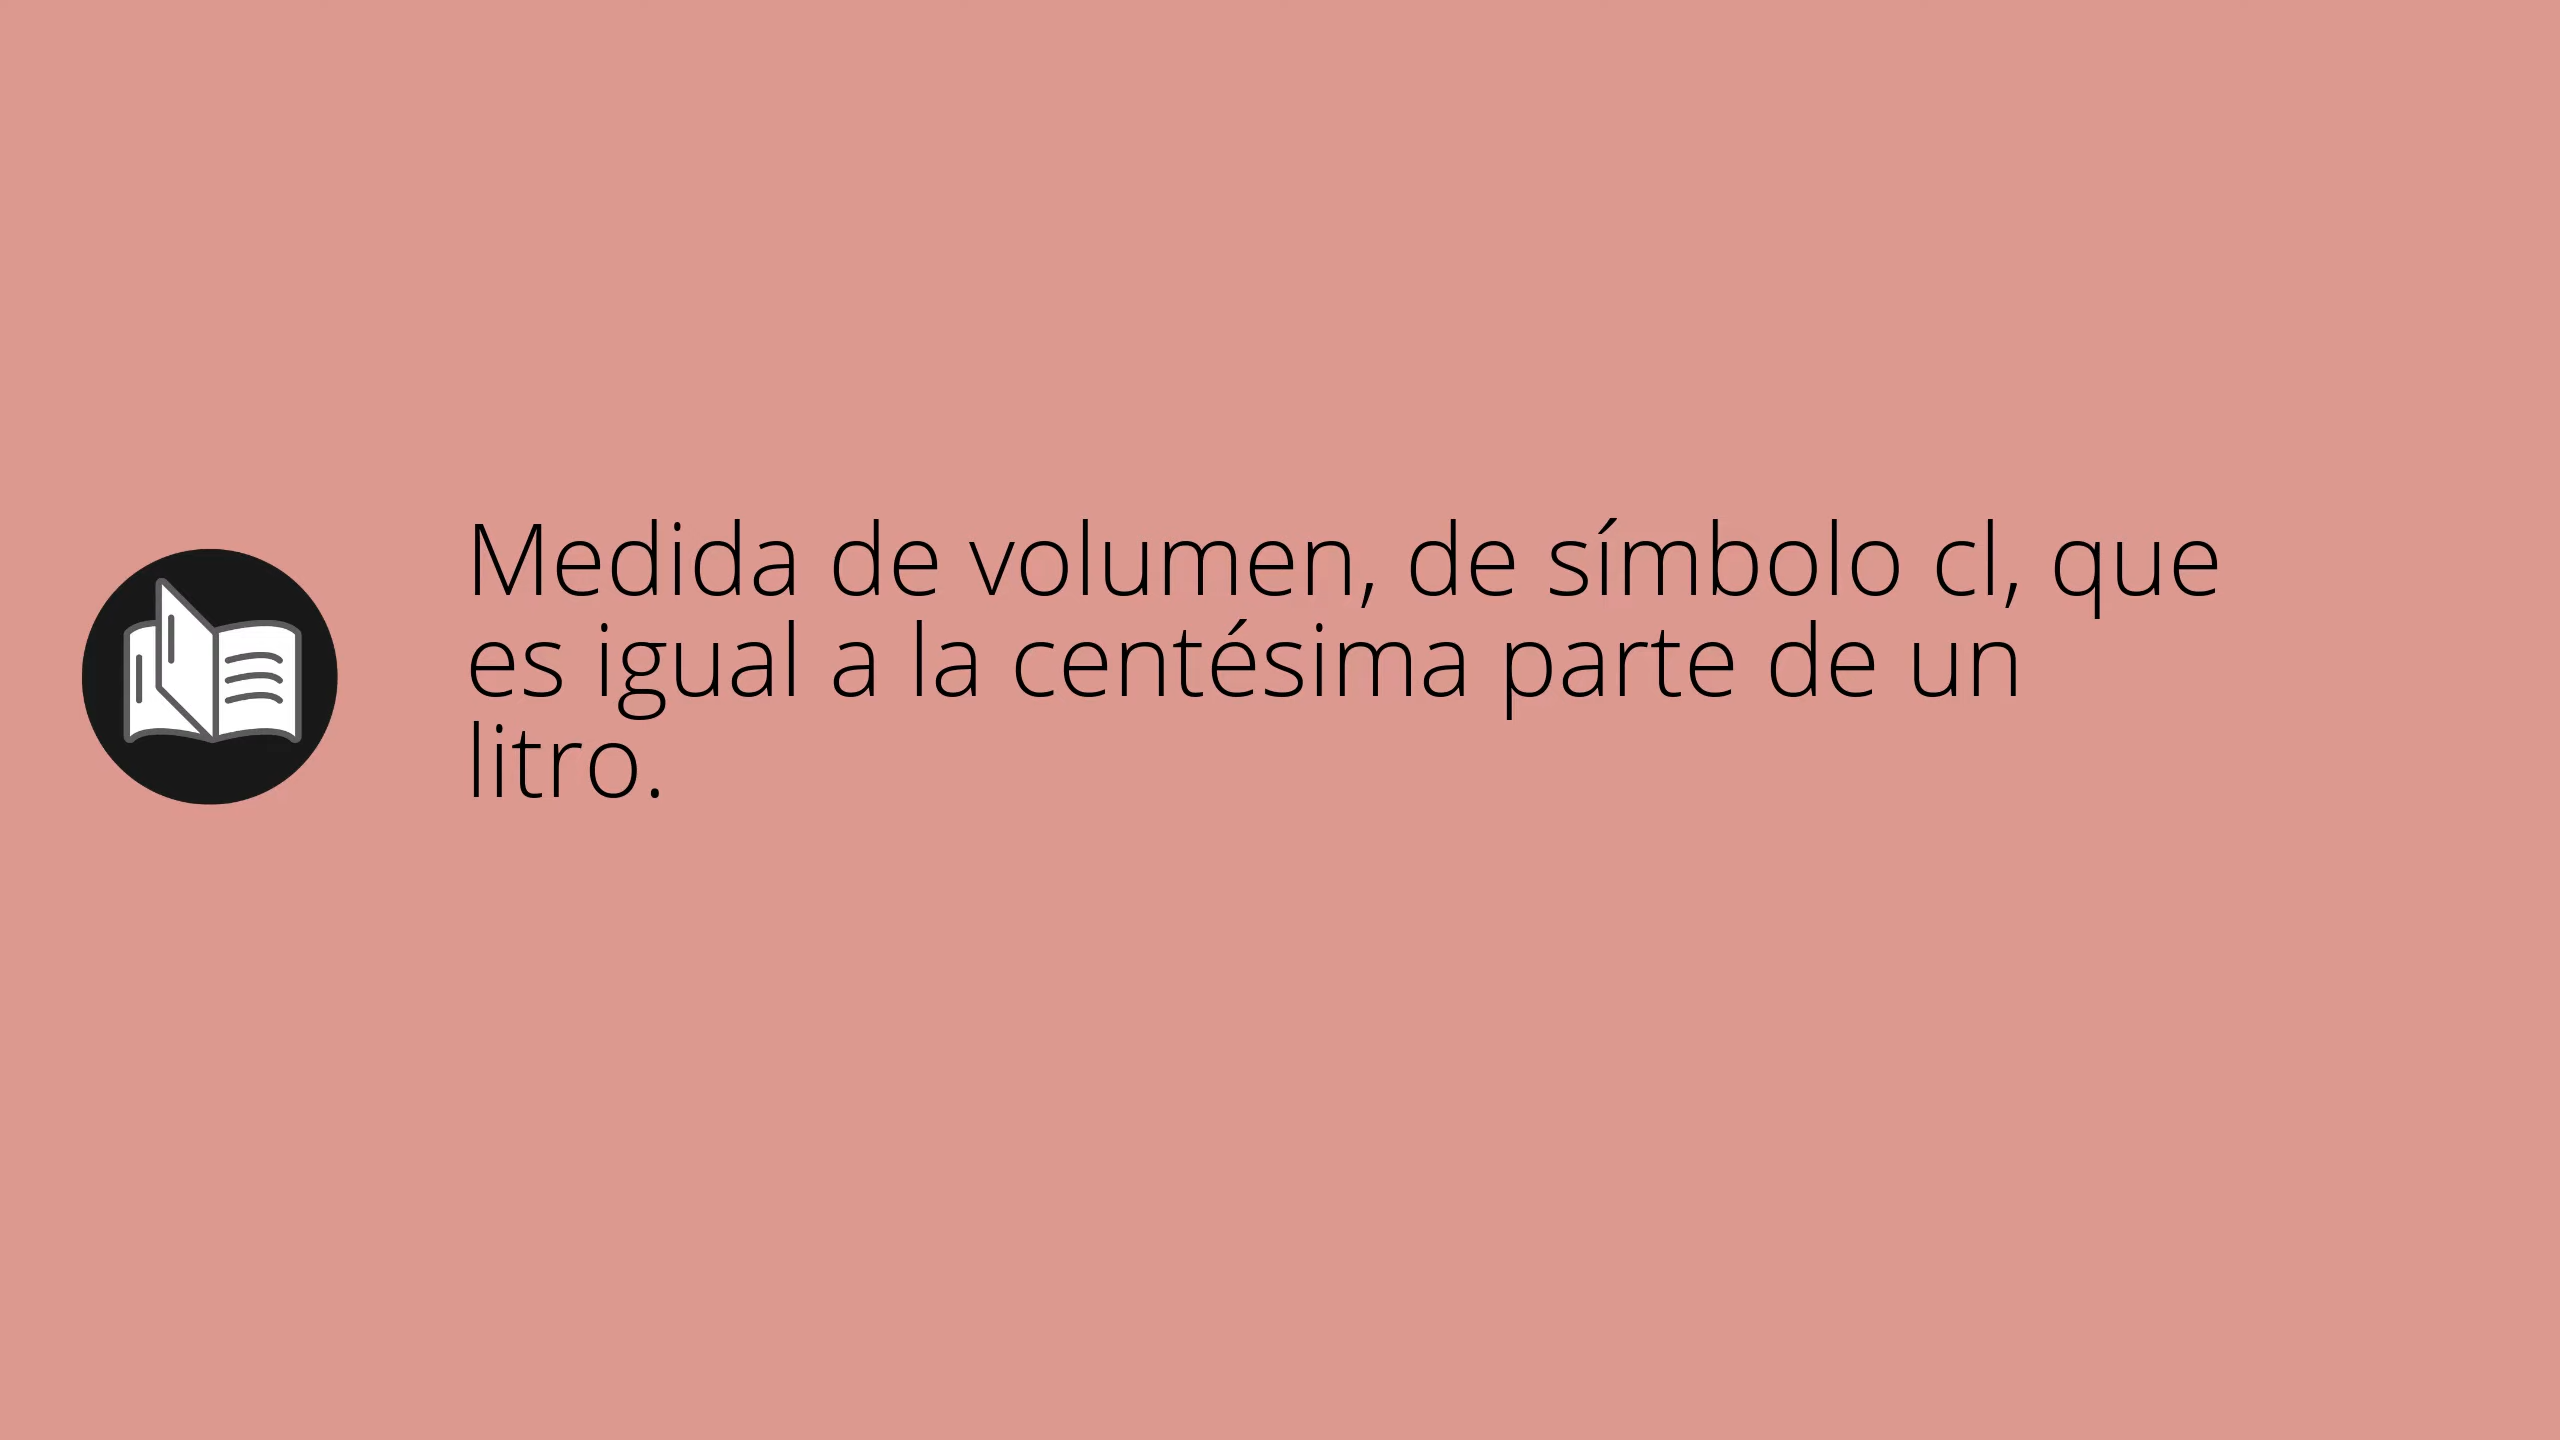 Medida de volumen, de símbolo cl, que
es igual a la centésima parte de un
litro.